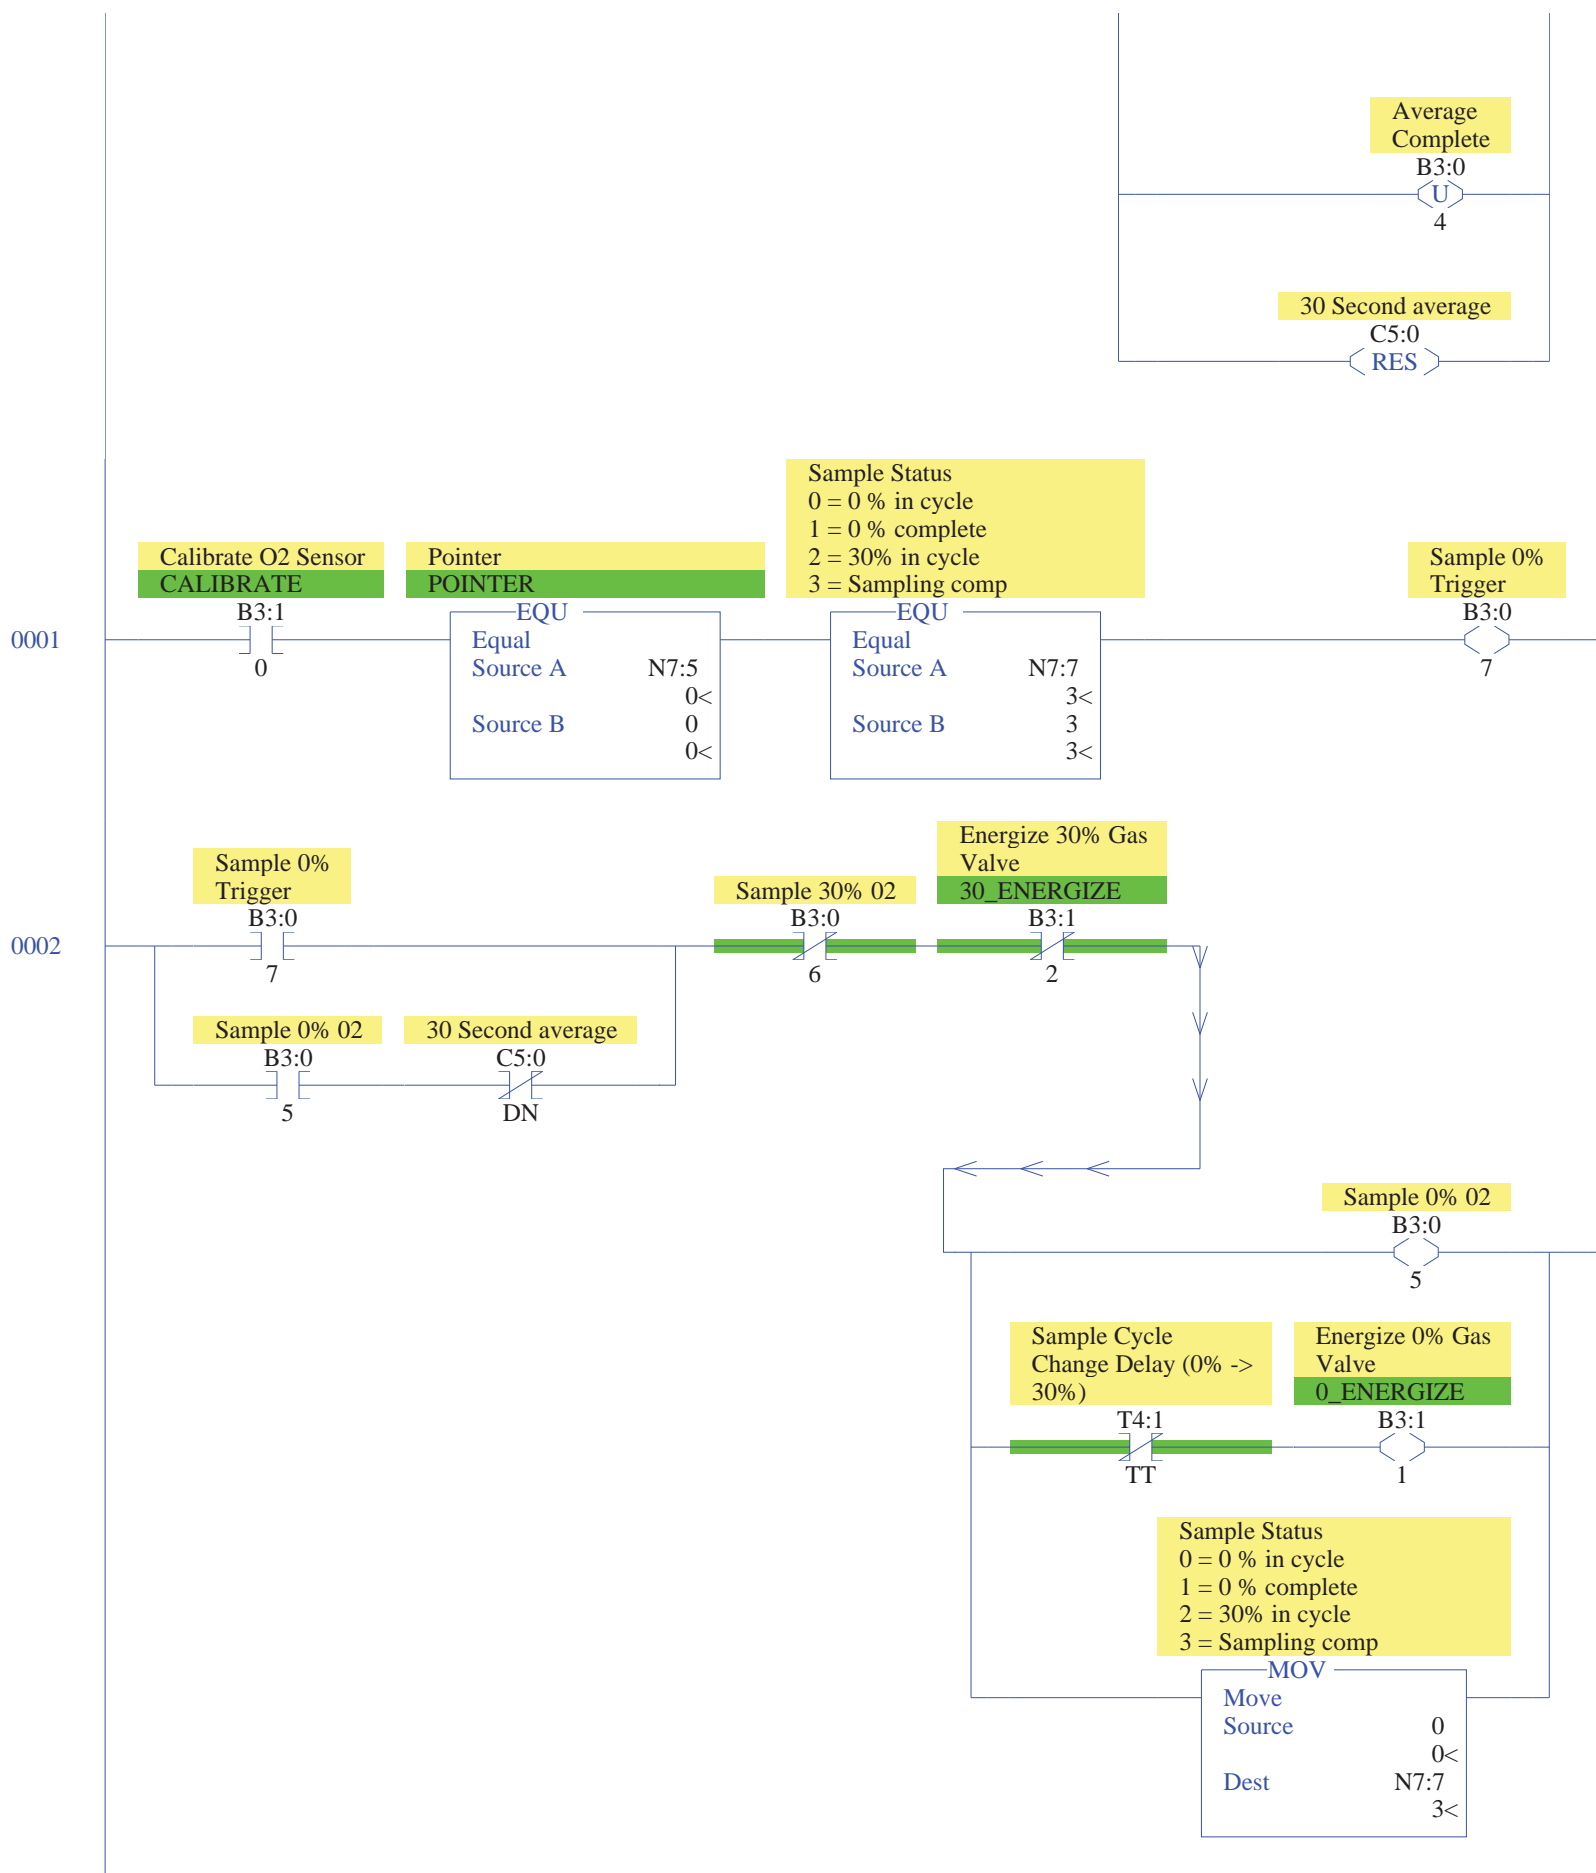 Average
Complete
B3:0
U
4
30 Second average
C5:0
RES
Sample Status
0 = 0 % in cycle
1 = 0 % complete
2 = 30% in cycle
3 = Sampling comp
Calibrate O2 Sensor
CALIBRATE
B3:1
0
Pointer
POINTER
EQU
Equal
Source A N7:5
0<
Source B 0
0<
EQU
Equal
Source A N7:7
3<
Source B 3
3<
Sample 0%
Trigger
B3:0
7
0001
Sample 0%
Trigger
B3:0
7
Sample 30% 02
B3:0
6
Energize 30% Gas
Valve
30_ENERGIZE
B3:1
2
0002
Sample 0% 02
B3:0
5
30 Second average
C5:0
DN
Sample 0% 02
B3:0
5
Sample Cycle
Change Delay (0% ->
30%)
T4:1
TT
Energize 0% Gas
Valve
0_ENERGIZE
B3:1
1
Sample Status
0 = 0 % in cycle
1 = 0 % complete
2 = 30% in cycle
3 = Sampling comp
MOV
Move
Source 0
0<
Dest N7:7
3<